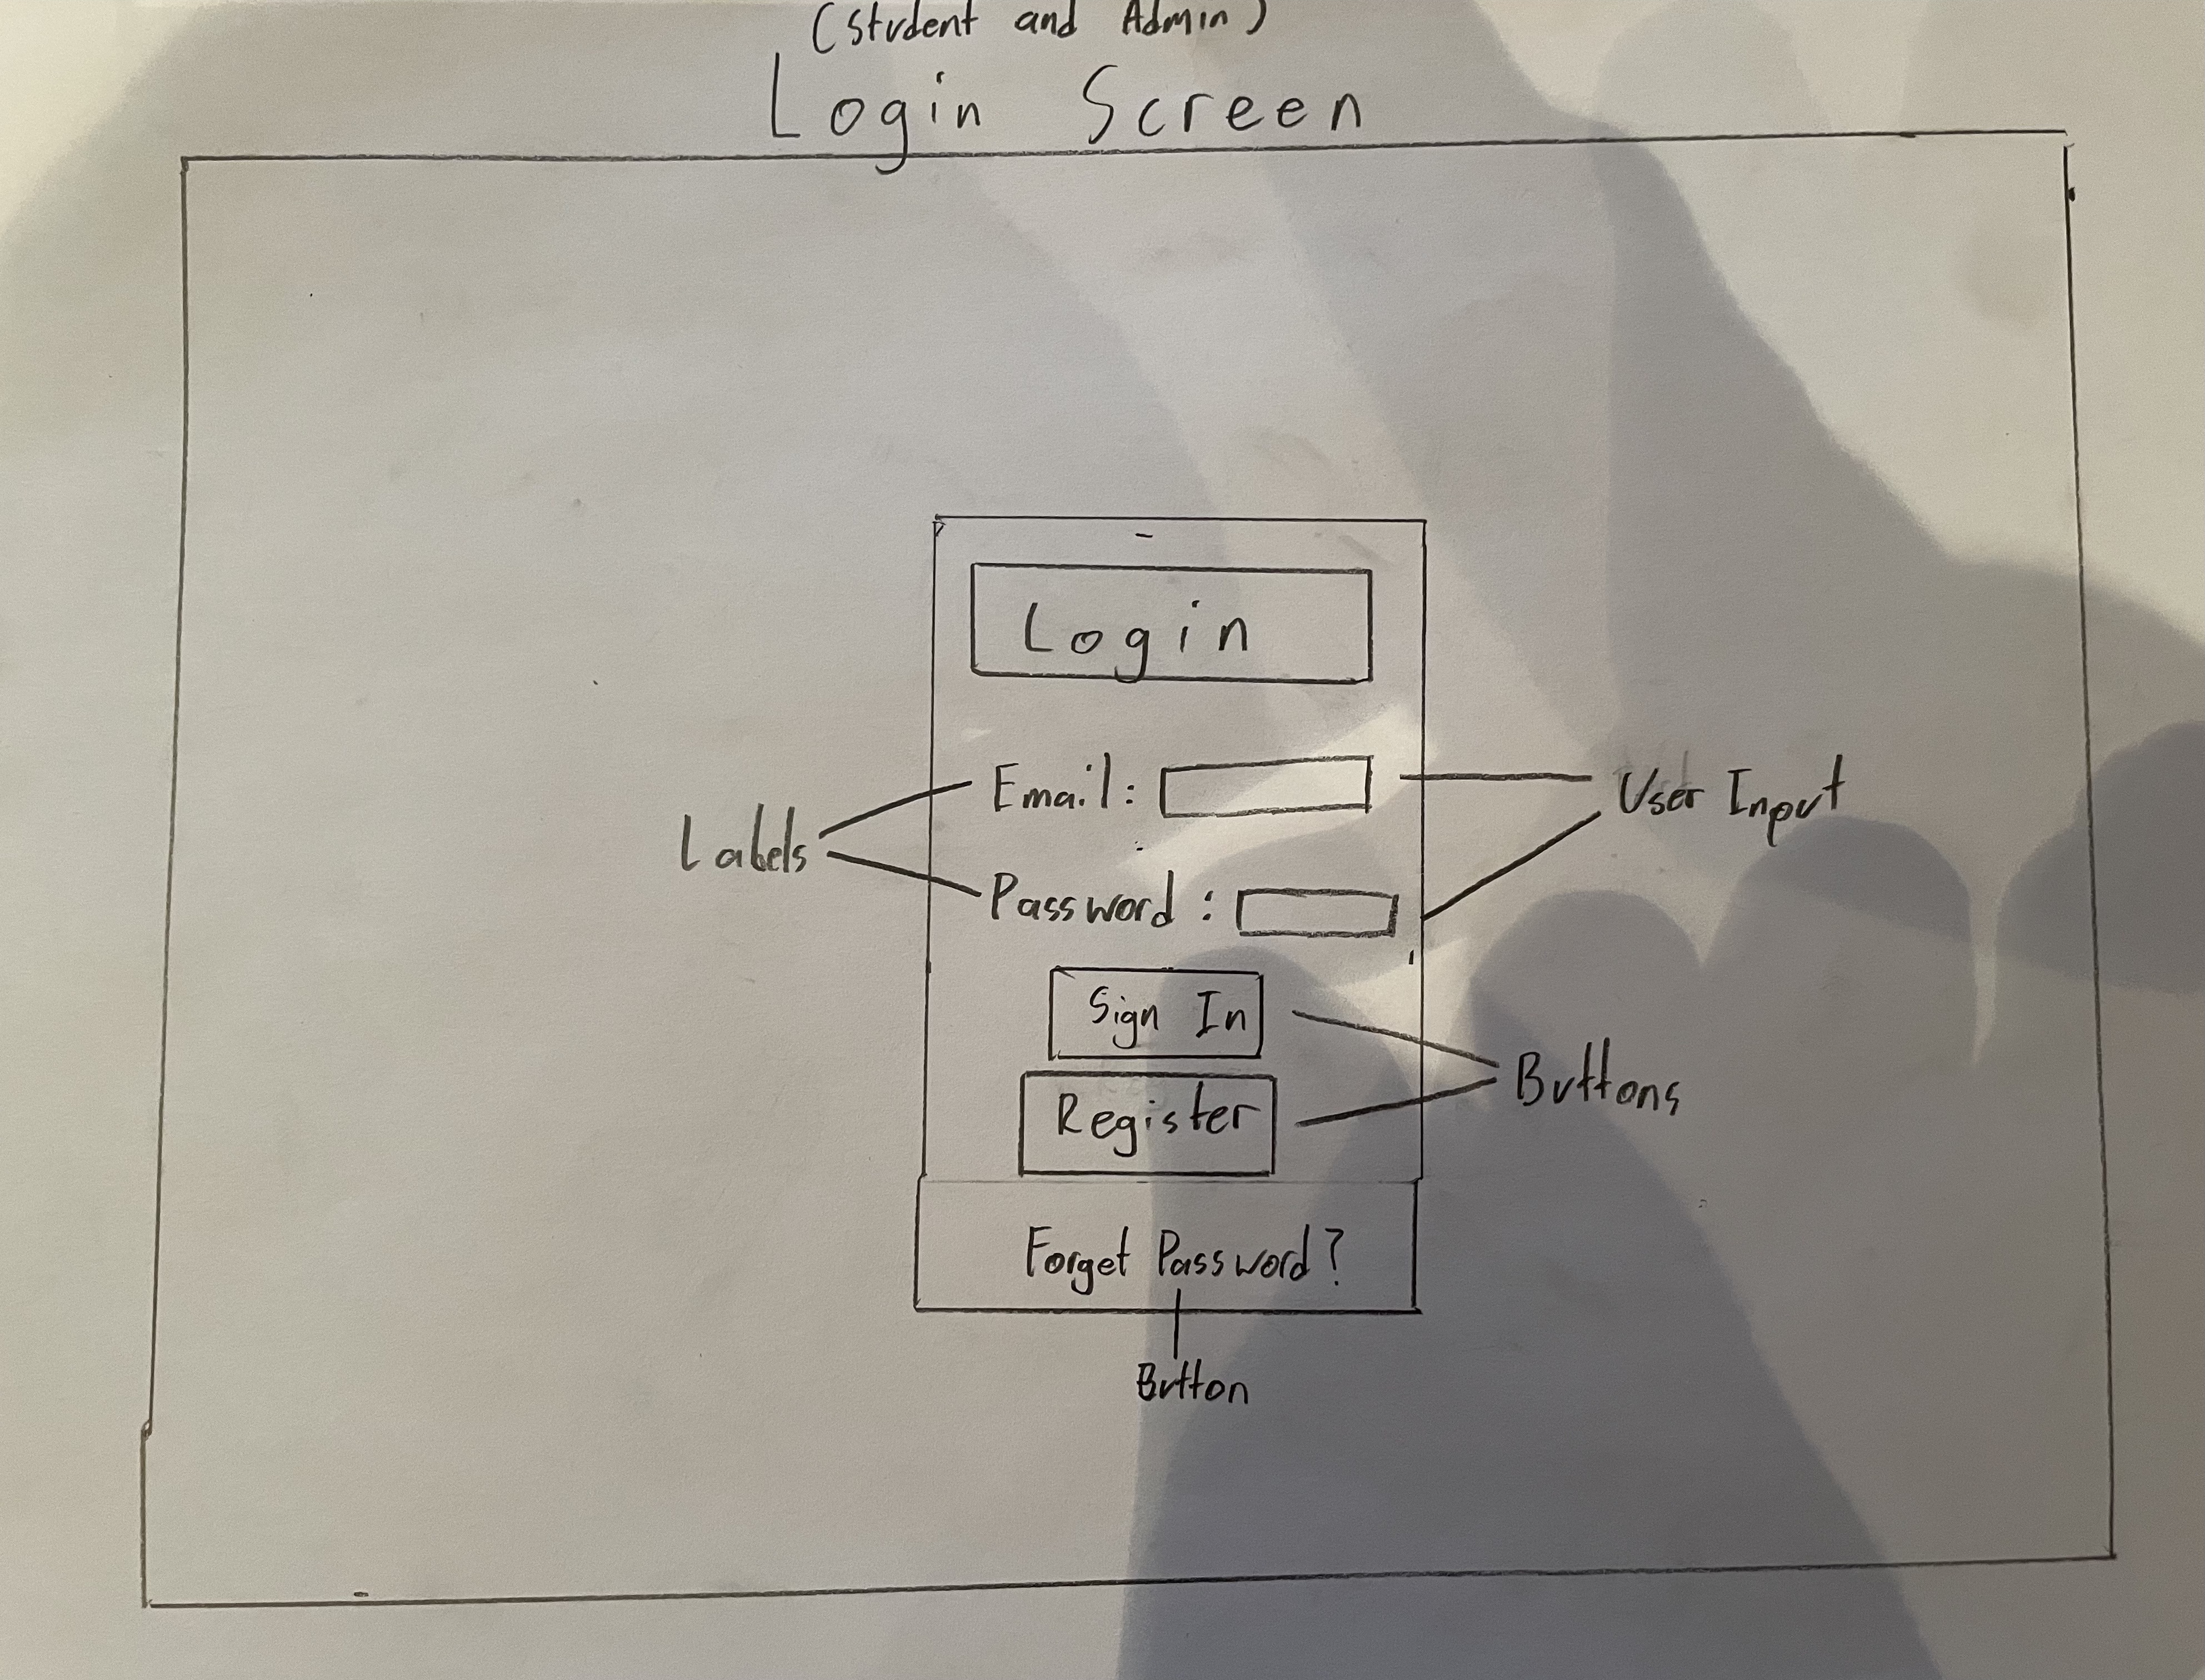 (Student and Admin)
Login Screen
Login
Email:
User Input
Labels
Password :
Sign In
Buttons
Register
Forget Password?
Button